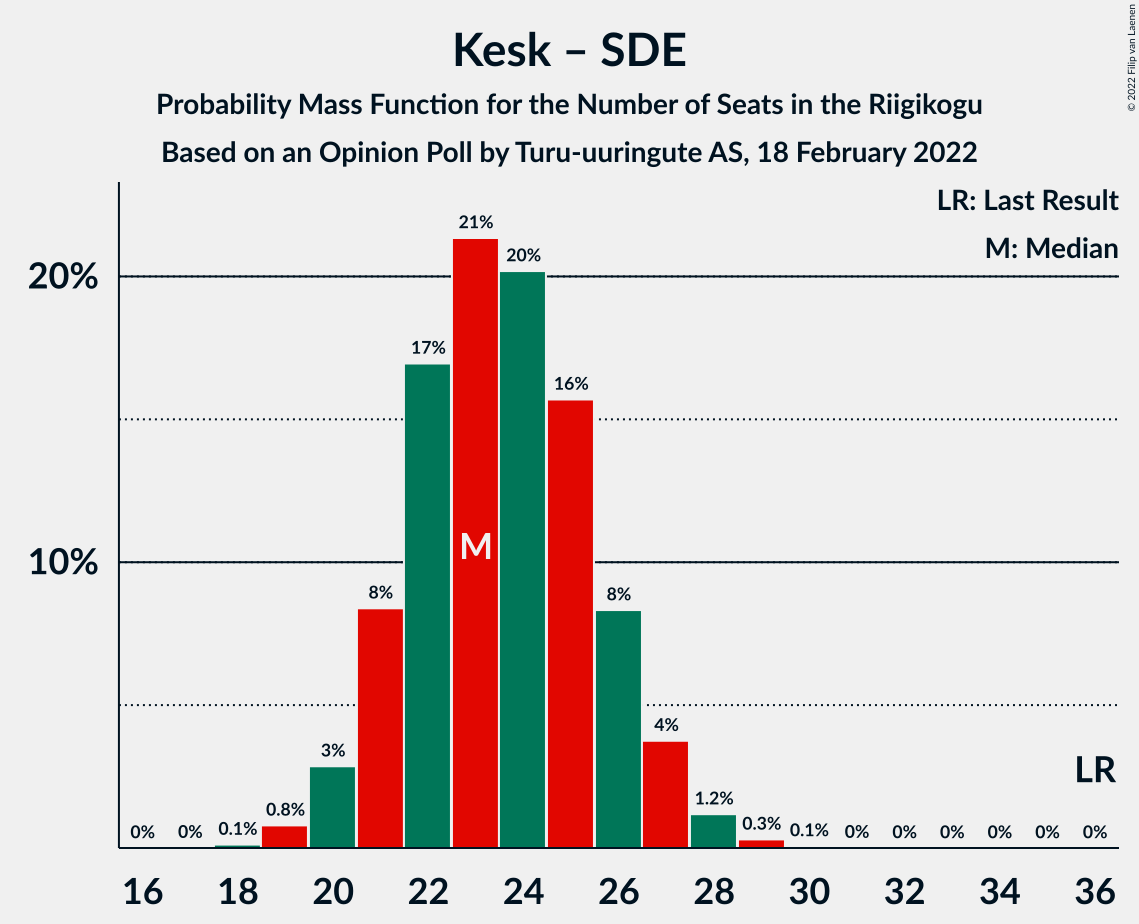 Kesk – SDE
Probability Mass Function for the Number of Seats in the Riigikogu
Based on an Opinion Poll by Turu-uuringute AS, 18 February 2022
© 2022 Filip van Laenen
LR: Last Result
M: Median
20%
10%
0% 0% 0.1% 0.8% 3% 8% 17% 21% 20% 16% 8% 4% 1.2% 0.3% 0.1% 0% 0% 0% 0% 0% 0%
M
LR
16 18 20 22 24 26 28 30 32 34 36